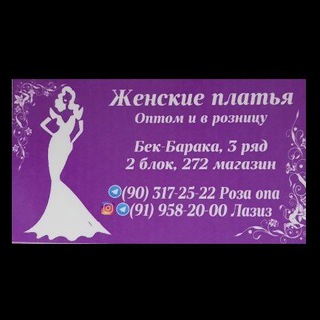 Женские платья
Оптом и в розницу
Бек-Барака, 3 ряд
2 блок, 272 магазин
(90) 317-25-22 Роза опа
(91) 958-20-00 Лазиз